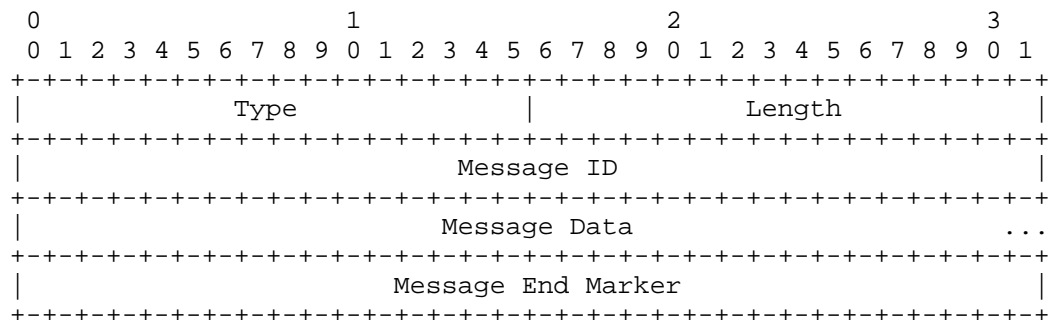 0                   1                   2                   3
 0 1 2 3 4 5 6 7 8 9 0 1 2 3 4 5 6 7 8 9 0 1 2 3 4 5 6 7 8 9 0 1
+-+-+-+-+-+-+-+-+-+-+-+-+-+-+-+-+-+-+-+-+-+-+-+-+-+-+-+-+-+-+-+-+
|             Type              |             Length            |
+-+-+-+-+-+-+-+-+-+-+-+-+-+-+-+-+-+-+-+-+-+-+-+-+-+-+-+-+-+-+-+-+
|                           Message ID                          |
+-+-+-+-+-+-+-+-+-+-+-+-+-+-+-+-+-+-+-+-+-+-+-+-+-+-+-+-+-+-+-+-+
|                          Message Data                       ...
+-+-+-+-+-+-+-+-+-+-+-+-+-+-+-+-+-+-+-+-+-+-+-+-+-+-+-+-+-+-+-+-+
|                       Message End Marker                      |
+-+-+-+-+-+-+-+-+-+-+-+-+-+-+-+-+-+-+-+-+-+-+-+-+-+-+-+-+-+-+-+-+